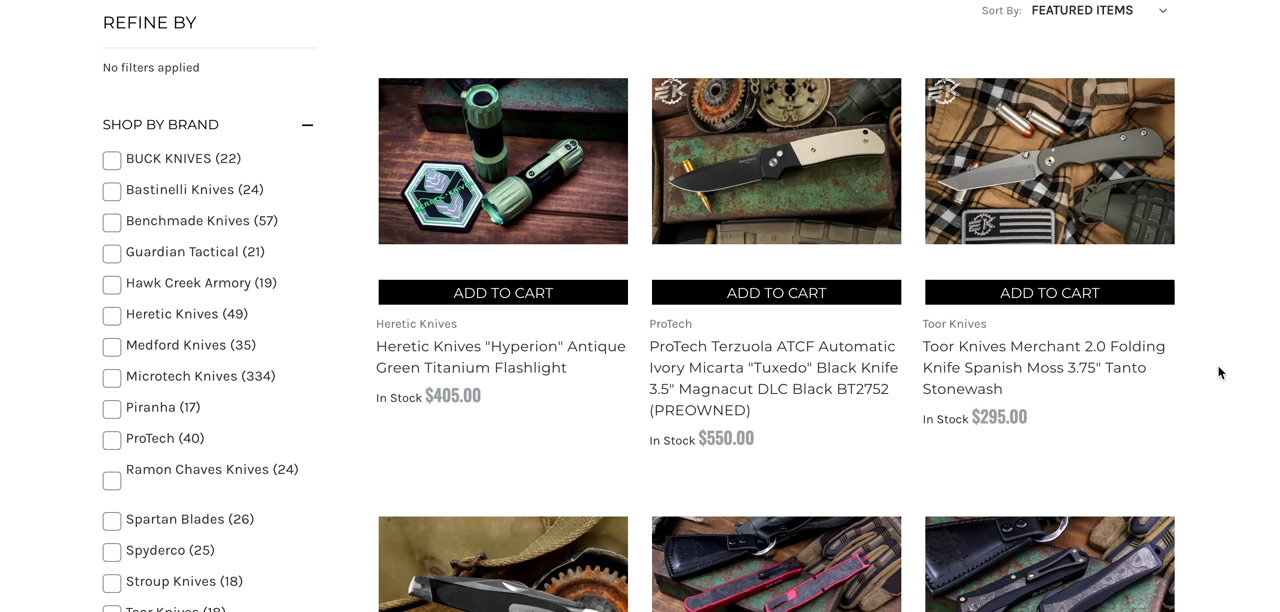 REFINE BY
No filters applied
SHOP BY BRAND
BUCK KNIVES (22)
Bastinelli Knives (24)
Benchmade Knives (57)
Guardian Tactical (21)
Hawk Creek Armory (19)
Heretic Knives (49)
Medford Knives (35)
Microtech Knives (334)
Piranha (17)
ProTech (40)
Ramon Chaves Knives (24)
Spartan Blades (26)
Spyderco (25)
Stroup Knives (18)
Toor Knives (18)
Sort By: FEATURED ITEMS
ADD TO CART
Heretic Knives
Heretic Knives "Hyperion" Antique
Green Titanium Flashlight
In Stock $405.00
EK
ADD TO CART
ProTech
ProTech Terzuola ATCF Automatic
Ivory Micarta "Tuxedo" Black Knife
3.5" Magnacut DLC Black BT2752
(PREOWNED)
In Stock $550.00
EK
EK
ADD TO CART
Toor Knives
Toor Knives Merchant 2.0 Folding
Knife Spanish Moss 3.75" Tanto
Stonewash
In Stock $295.00